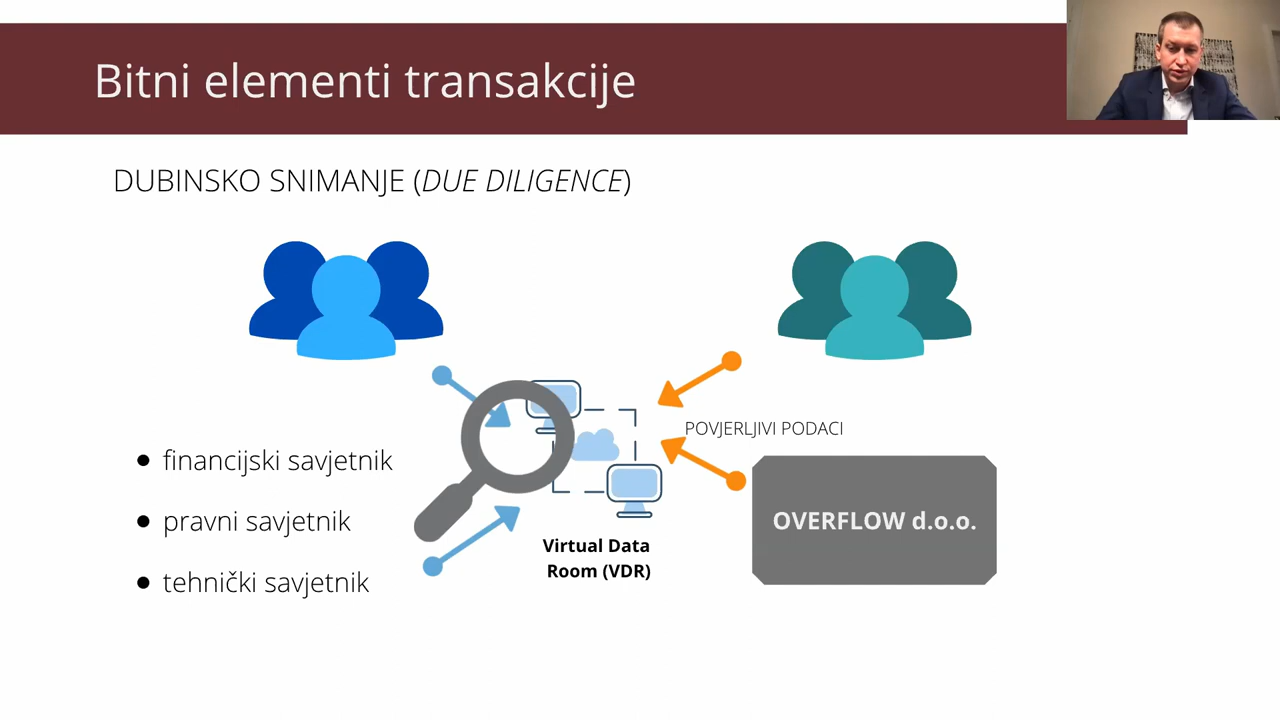 Bitni elementi transakcije
DUBINSKO SNIMANJE (DUE DILIGENCE)
POVJERLJIVI PODACI
financijski savjetnik
pravni savjetnik
tehnički savjetnik
OVERFLOW d.o.o.
Virtual Data
Room (VDR)